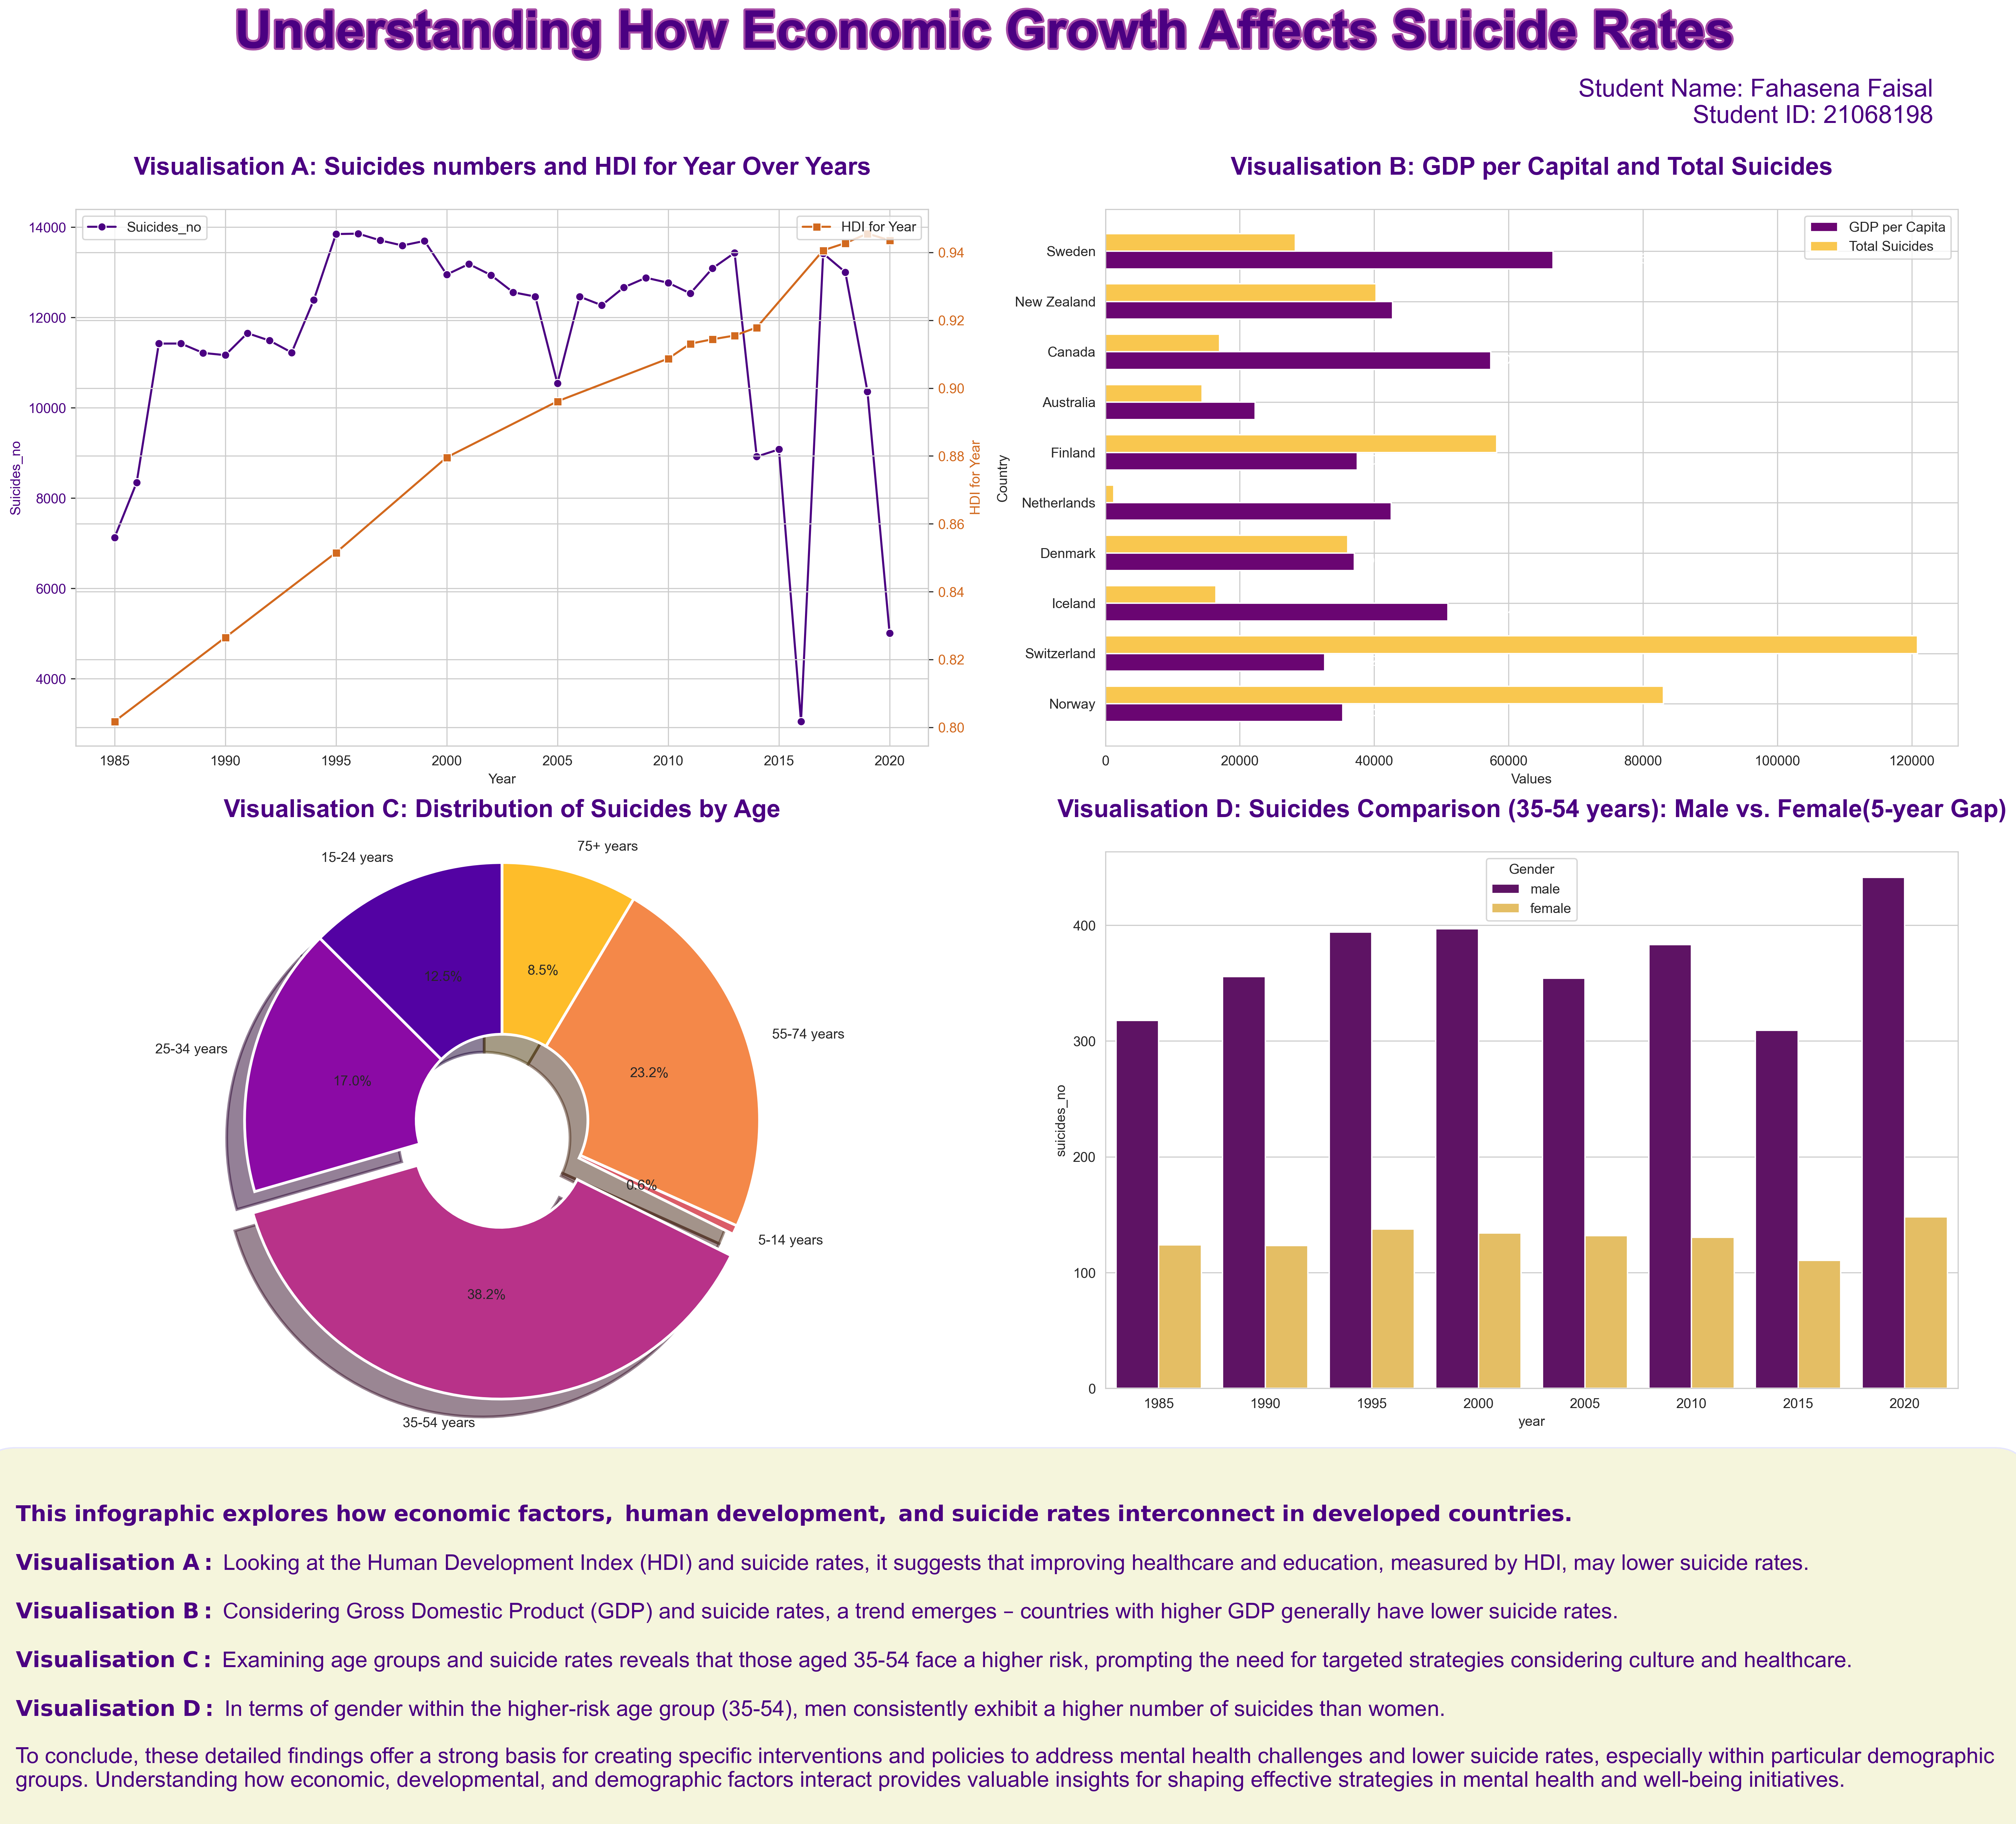 Understanding How Economic Growth Affects Suicide Rates
Student Name: Fahasena Faisal
Student ID: 21068198
Visualisation A: Suicides numbers and HDI for Year Over Years
Suicides_no
HDI for Year
14000
12000
10000
8000
6000
4000
Suicides_no
0.94
0.92
0.90
0.88
0.86
0.84
0.82
0.80
HDI for Year
1985
1990
1995
2000
2005
2010
2015
2020
Year
Visualisation B: GDP per Capital and Total Suicides
GDP per Capita
Total Suicides
Sweden
New Zealand
Canada
Australia
Finland
Netherlands
Denmark
Iceland
Switzerland
Norway
Country
0
20000
40000
60000
80000
100000
120000
Values
Visualisation C: Distribution of Suicides by Age
75+ years
15-24 years
12.5%
8.5%
55-74 years
25-34 years
23.2%
17.0%
0.6%
5-14 years
38.2%
35-54 years
Visualisation D: Suicides Comparison (35-54 years): Male vs. Female(5-year Gap)
Gender
male
female
400
300
200
100
0
suicides_no
1985
1990
1995
2000
2005
2010
2015
2020
year
This infographic explores how economic factors, human development, and suicide rates interconnect in developed countries.
Visualisation A: Looking at the Human Development Index (HDI) and suicide rates, it suggests that improving healthcare and education, measured by HDI, may lower suicide rates.
Visualisation B: Considering Gross Domestic Product (GDP) and suicide rates, a trend emerges – countries with higher GDP generally have lower suicide rates.
Visualisation C: Examining age groups and suicide rates reveals that those aged 35-54 face a higher risk, prompting the need for targeted strategies considering culture and healthcare.
Visualisation D: In terms of gender within the higher-risk age group (35-54), men consistently exhibit a higher number of suicides than women.
To conclude, these detailed findings offer a strong basis for creating specific interventions and policies to address mental health challenges and lower suicide rates, especially within particular demographic
groups. Understanding how economic, developmental, and demographic factors interact provides valuable insights for shaping effective strategies in mental health and well-being initiatives.